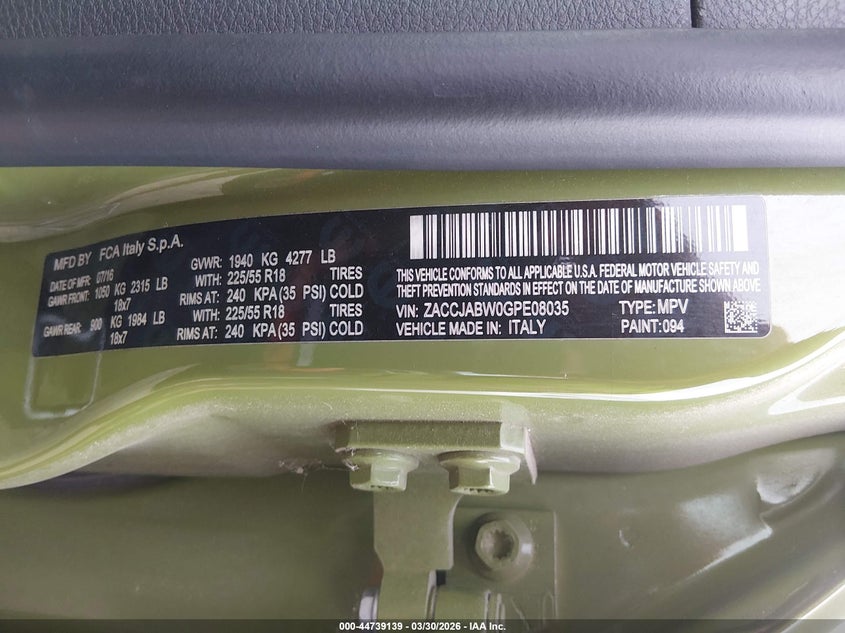 MFD BY FCA Italy S.p.A.
DATE OF MFR: 07/16 GVWR: 1940 KG 4277 LB
GAWR FRONT: 1050 KG 2315 LB WITH: 225/55 R18 TIRES
18x7 RIMS AT: 240 KPA (35 PSI) COLD
GAWR REAR: 900 KG 1984 LB WITH: 225/55 R18 TIRES
18x7 RIMS AT: 240 KPA (35 PSI) COLD
THIS VEHICLE CONFORMS TO ALL APPLICABLE U.S.A. FEDERAL MOTOR VEHICLE SAFETY AND
THEFT PREVENTION STANDARDS IN EFFECT ON THE DATE OF MANUFACTURE SHOWN ABOVE
VIN: ZACCJABW0GPE08035 TYPE: MPV
VEHICLE MADE IN: ITALY PAINT: 094
000-44739139 - 03/30/2026 - IAA Inc.